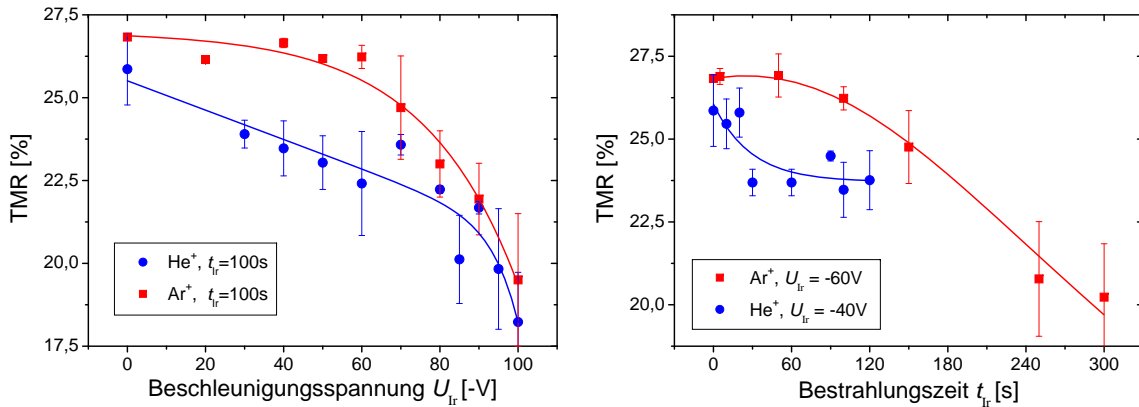 27,5
25,0
22,5
20,0
17,5
TMR [%]
He⁺, t_Ir=100s
Ar⁺, t_Ir=100s
0 20 40 60 80 100
Beschleunigungsspannung U_Ir [-V]
27,5
25,0
22,5
20,0
TMR [%]
Ar⁺, U_Ir = -60V
He⁺, U_Ir = -40V
0 60 120 180 240 300
Bestrahlungszeit t_Ir [s]